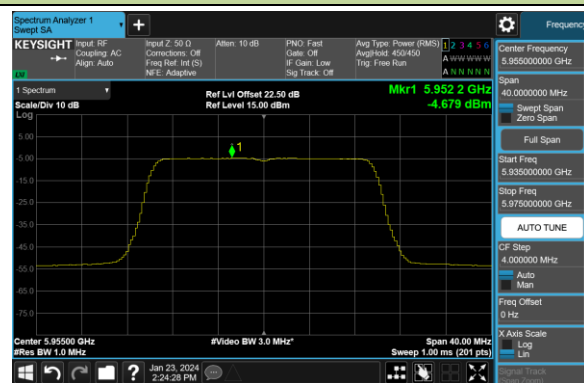 Spectrum Analyzer 1
Swept SA
Frequency
KEYSIGHT
Input: RF
Coupling: AC
Align: Auto
Input Z: 50 Ω
Corrections: Off
Freq Ref: Int (S)
NFE: Adaptive
Atten: 10 dB
PNO: Fast
Gate: Off
IF Gain: Low
Sig Track: Off
Avg Type: Power (RMS)
Avg|Hold: 450/450
Trig: Free Run
1 2 3 4 5 6
A W W W W W
A N N N N N
LXI
1 Spectrum
Scale/Div 10 dB
Log
Ref Lvl Offset 22.50 dB
Ref Level 15.00 dBm
Mkr1 5.952 2 GHz
-4.679 dBm
5.00
-5.00
-15.0
-25.0
-35.0
-45.0
-55.0
-65.0
-75.0
1
Center 5.95500 GHz
#Res BW 1.0 MHz
#Video BW 3.0 MHz*
Span 40.00 MHz
Sweep 1.00 ms (201 pts)
Center Frequency
5.955000000 GHz
Span
40.0000000 MHz
Swept Span
Zero Span
Full Span
Start Freq
5.935000000 GHz
Stop Freq
5.975000000 GHz
AUTO TUNE
CF Step
4.000000 MHz
Auto
Man
Freq Offset
0 Hz
X Axis Scale
Log
Lin
Signal Track
Jan 23, 2024
2:24:28 PM